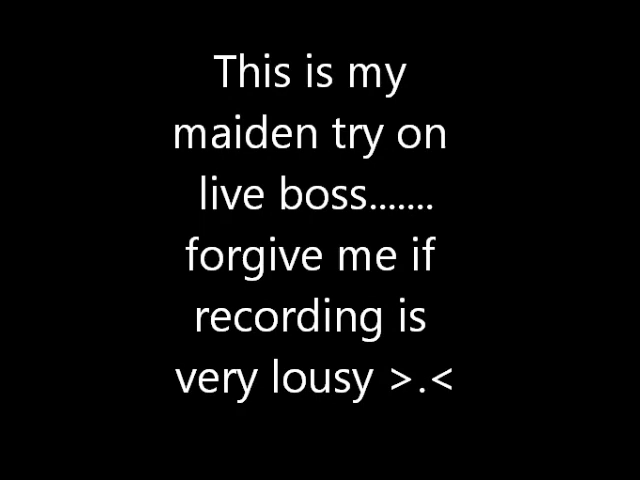 This is my
maiden try on
live boss.......
forgive me if
recording is
very lousy >.<